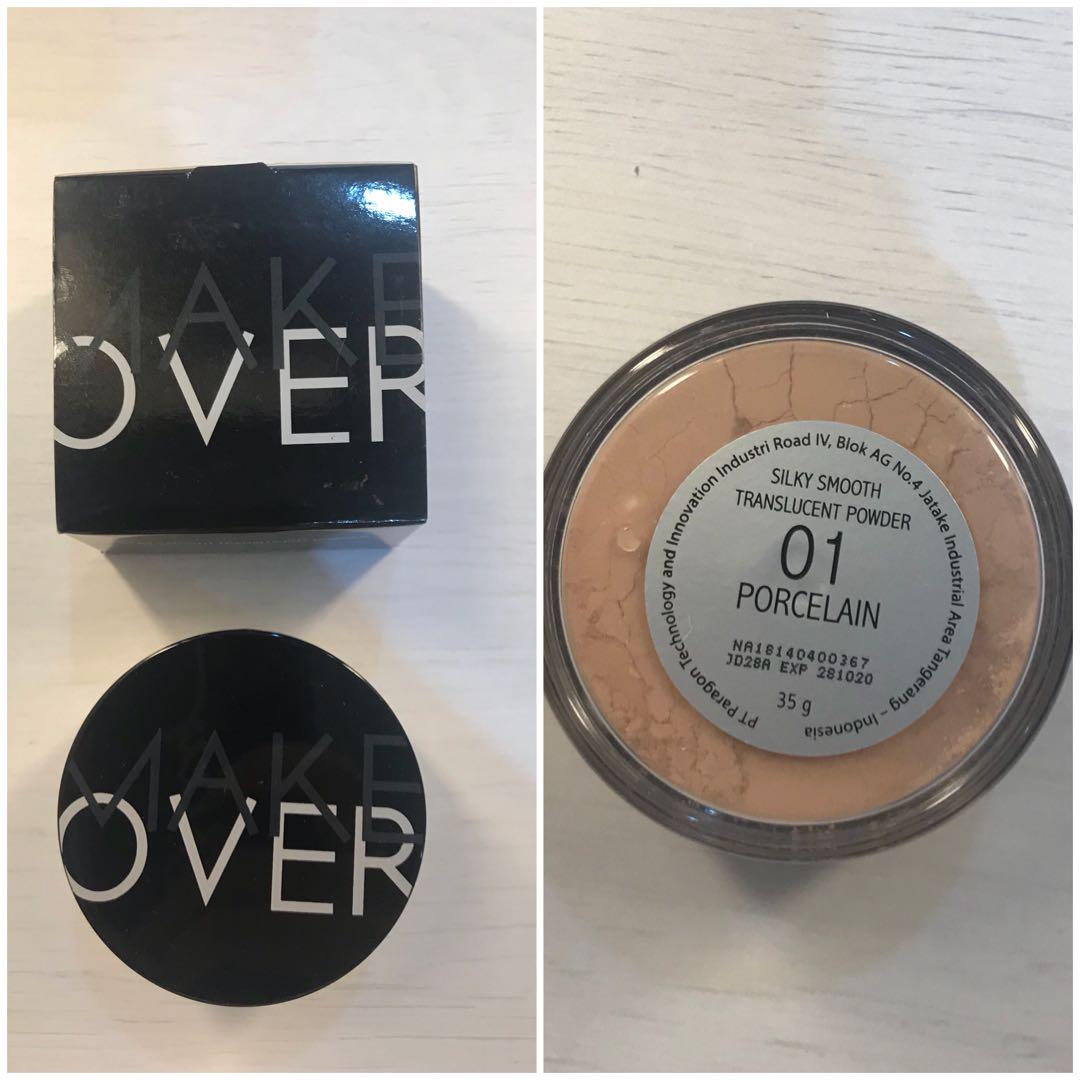 MAKE
OVER
MAKE
OVER
PT Paragon Technology and Innovation Industri Road IV, Blok AG No.4 Jatake Industrial Area Tangerang – Indonesia
SILKY SMOOTH
TRANSLUCENT POWDER
01
PORCELAIN
NA18140400367
JD28A EXP 281020
35 g